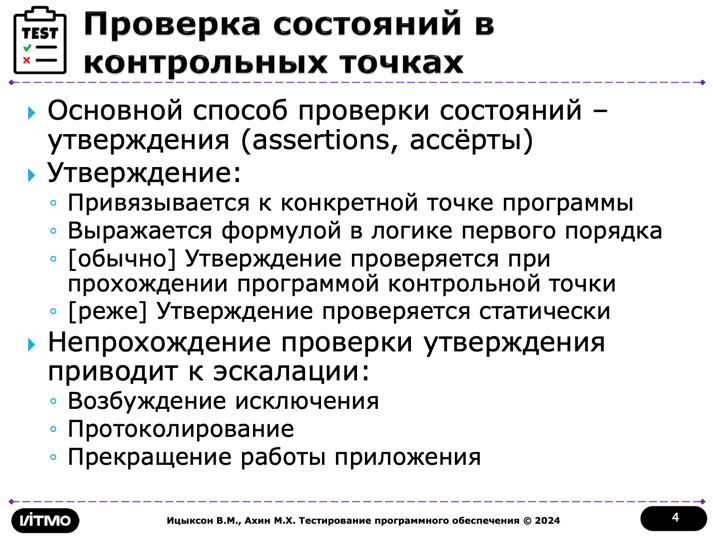 TEST
Проверка состояний в
контрольных точках
Основной способ проверки состояний –
утверждения (assertions, ассёрты)
Утверждение:
Привязывается к конкретной точке программы
Выражается формулой в логике первого порядка
[обычно] Утверждение проверяется при
прохождении программой контрольной точки
[реже] Утверждение проверяется статически
Непрохождение проверки утверждения
приводит к эскалации:
Возбуждение исключения
Протоколирование
Прекращение работы приложения
ИТМО
Ицыксон В.М., Ахин М.Х. Тестирование программного обеспечения © 2024
4